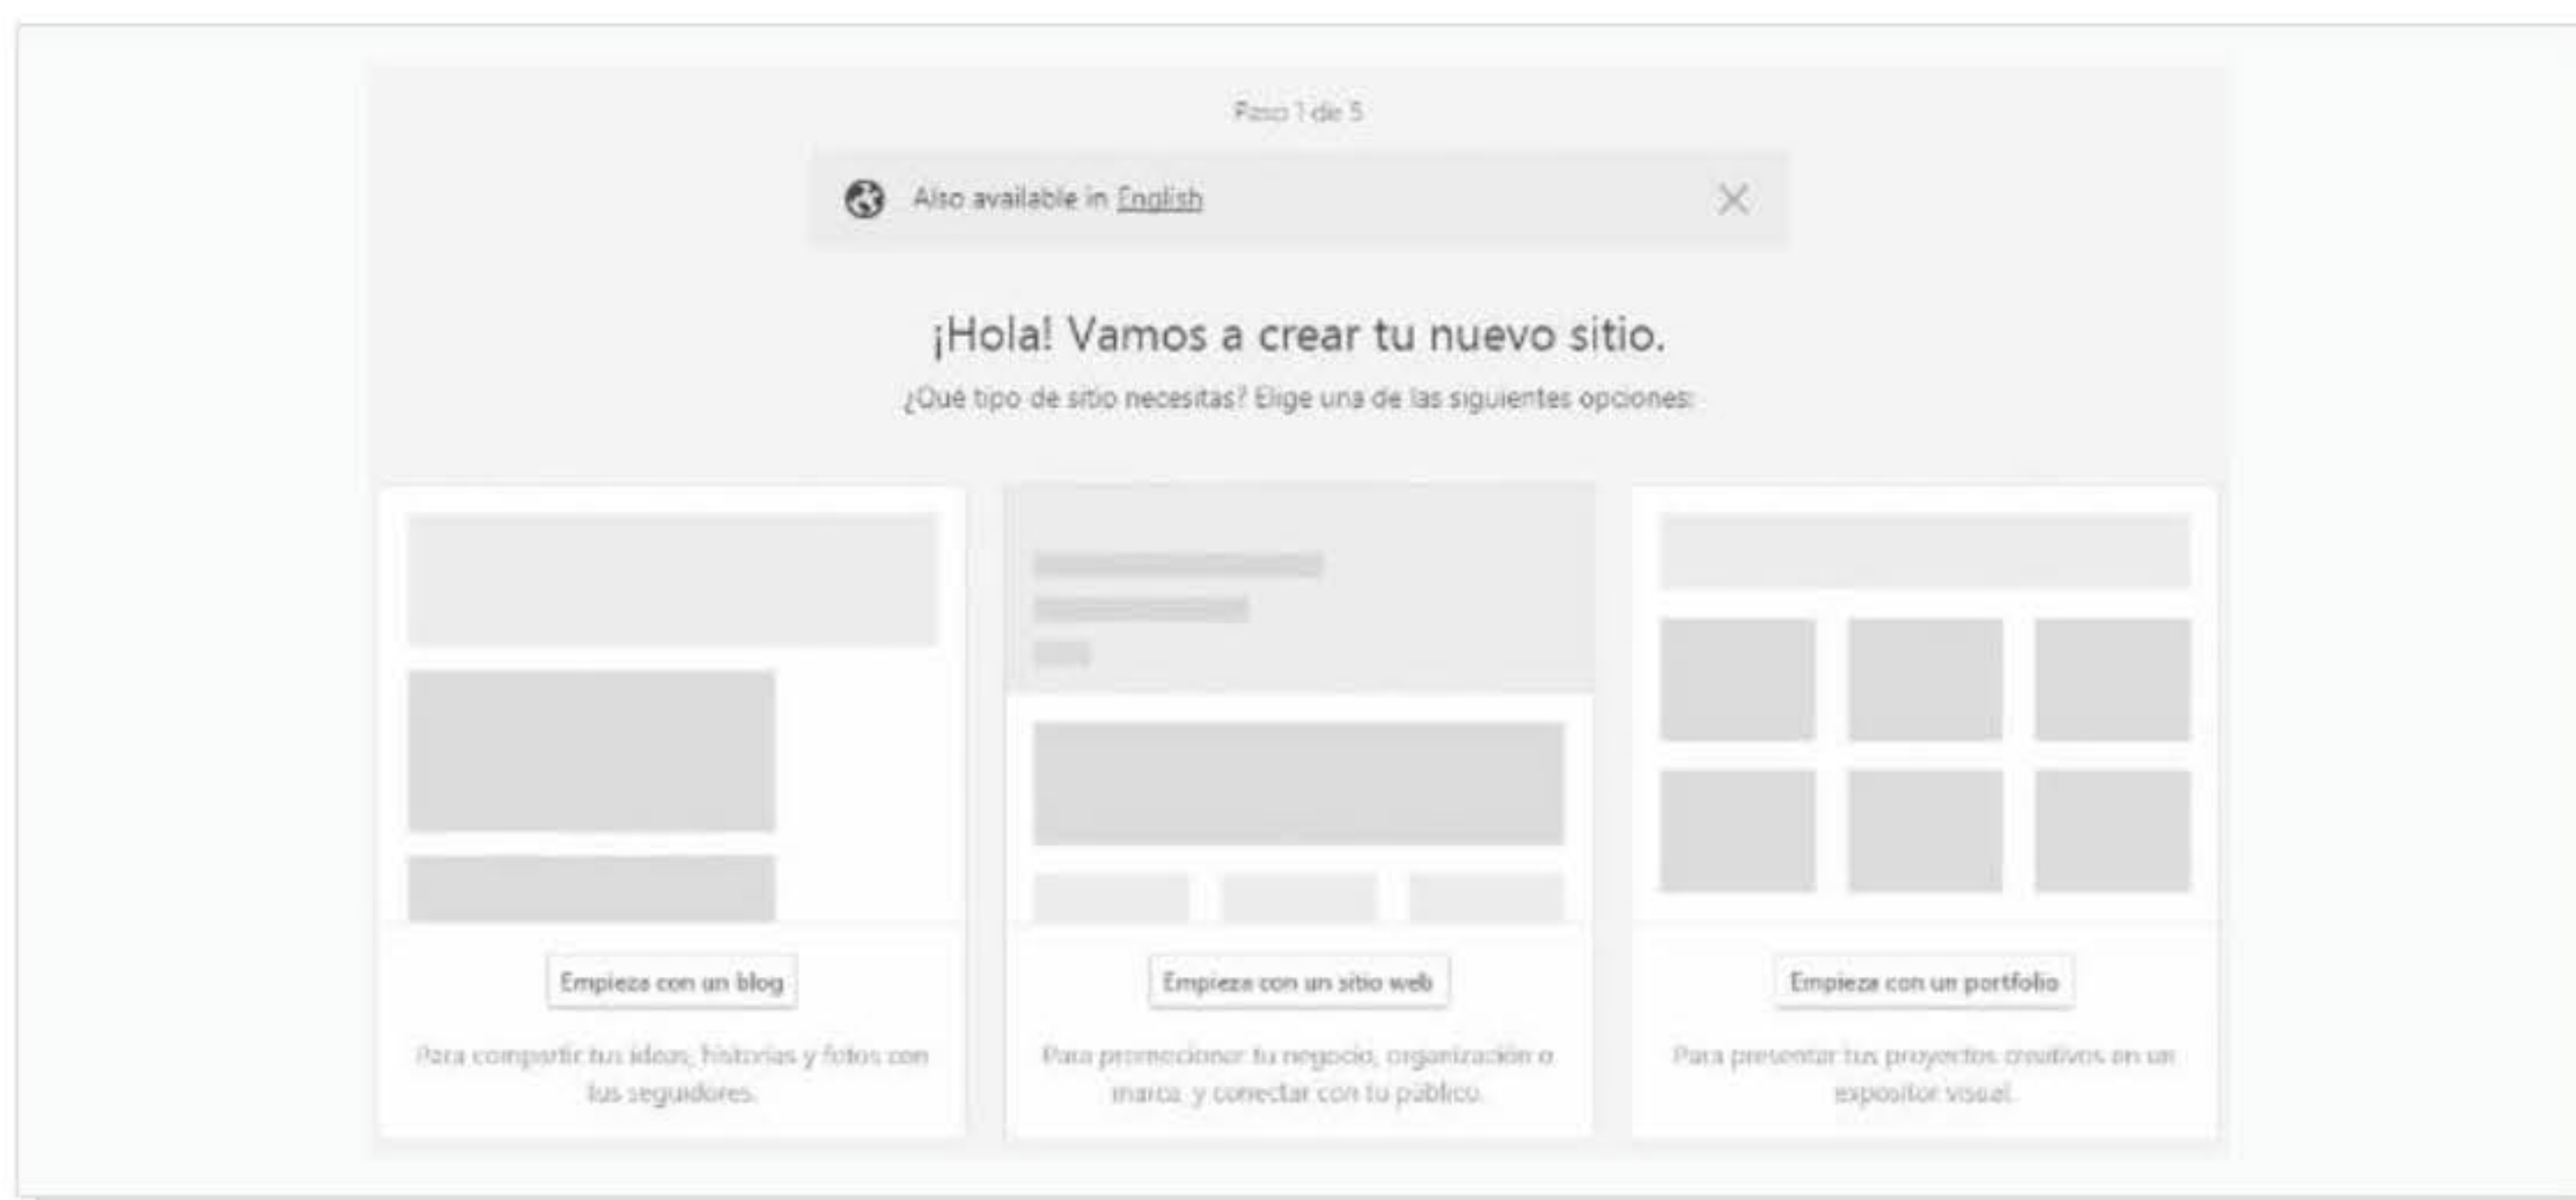 Paso 1 de 5
Also available in English
¡Hola! Vamos a crear tu nuevo sitio.
¿Qué tipo de sitio necesitas? Elige una de las siguientes opciones:
Empieza con un blog
Para compartir tus ideas, historias y fotos con
tus seguidores.
Empieza con un sitio web
Para promocionar tu negocio, organización o
marca, y conectar con tu público.
Empieza con un portfolio
Para presentar tus proyectos creativos en un
expositor visual.